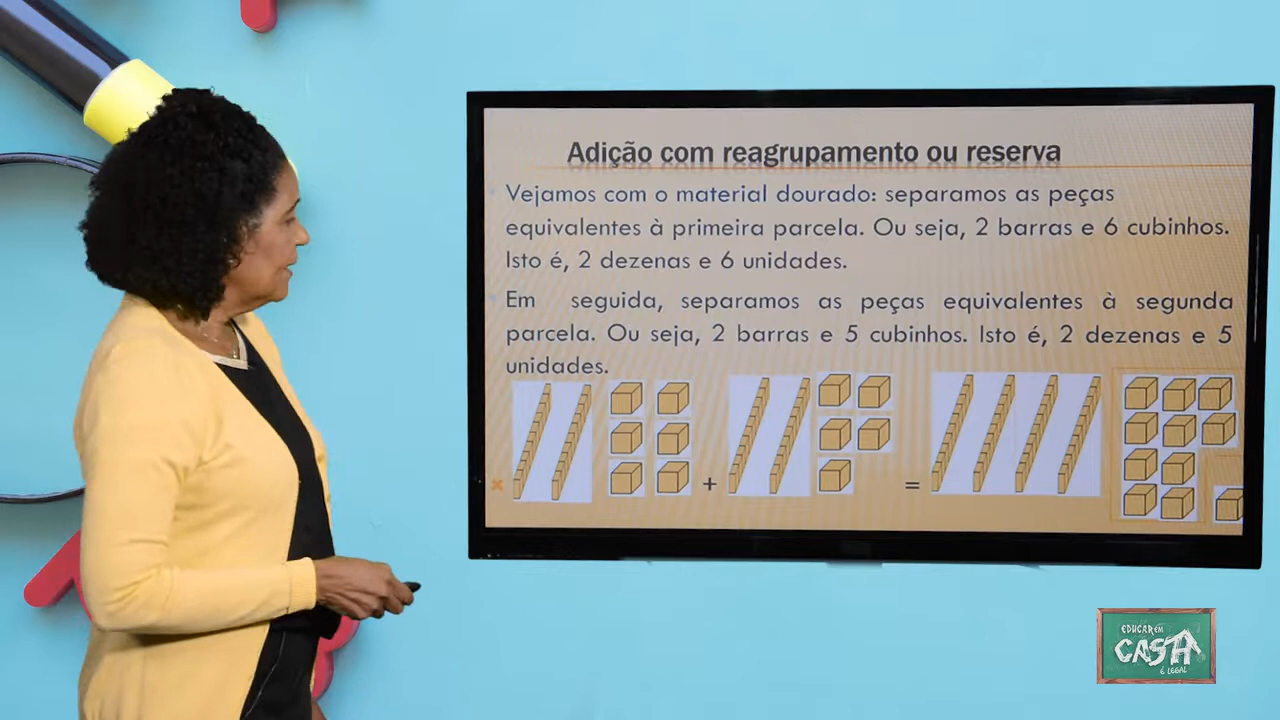 Adição com reagrupamento ou reserva
Vejamos com o material dourado: separamos as peças
equivalentes à primeira parcela. Ou seja, 2 barras e 6 cubinhos.
Isto é, 2 dezenas e 6 unidades.
Em seguida, separamos as peças equivalentes à segunda
parcela. Ou seja, 2 barras e 5 cubinhos. Isto é, 2 dezenas e 5
unidades.
+ =
EDUCAR EM
CASA
É LEGAL